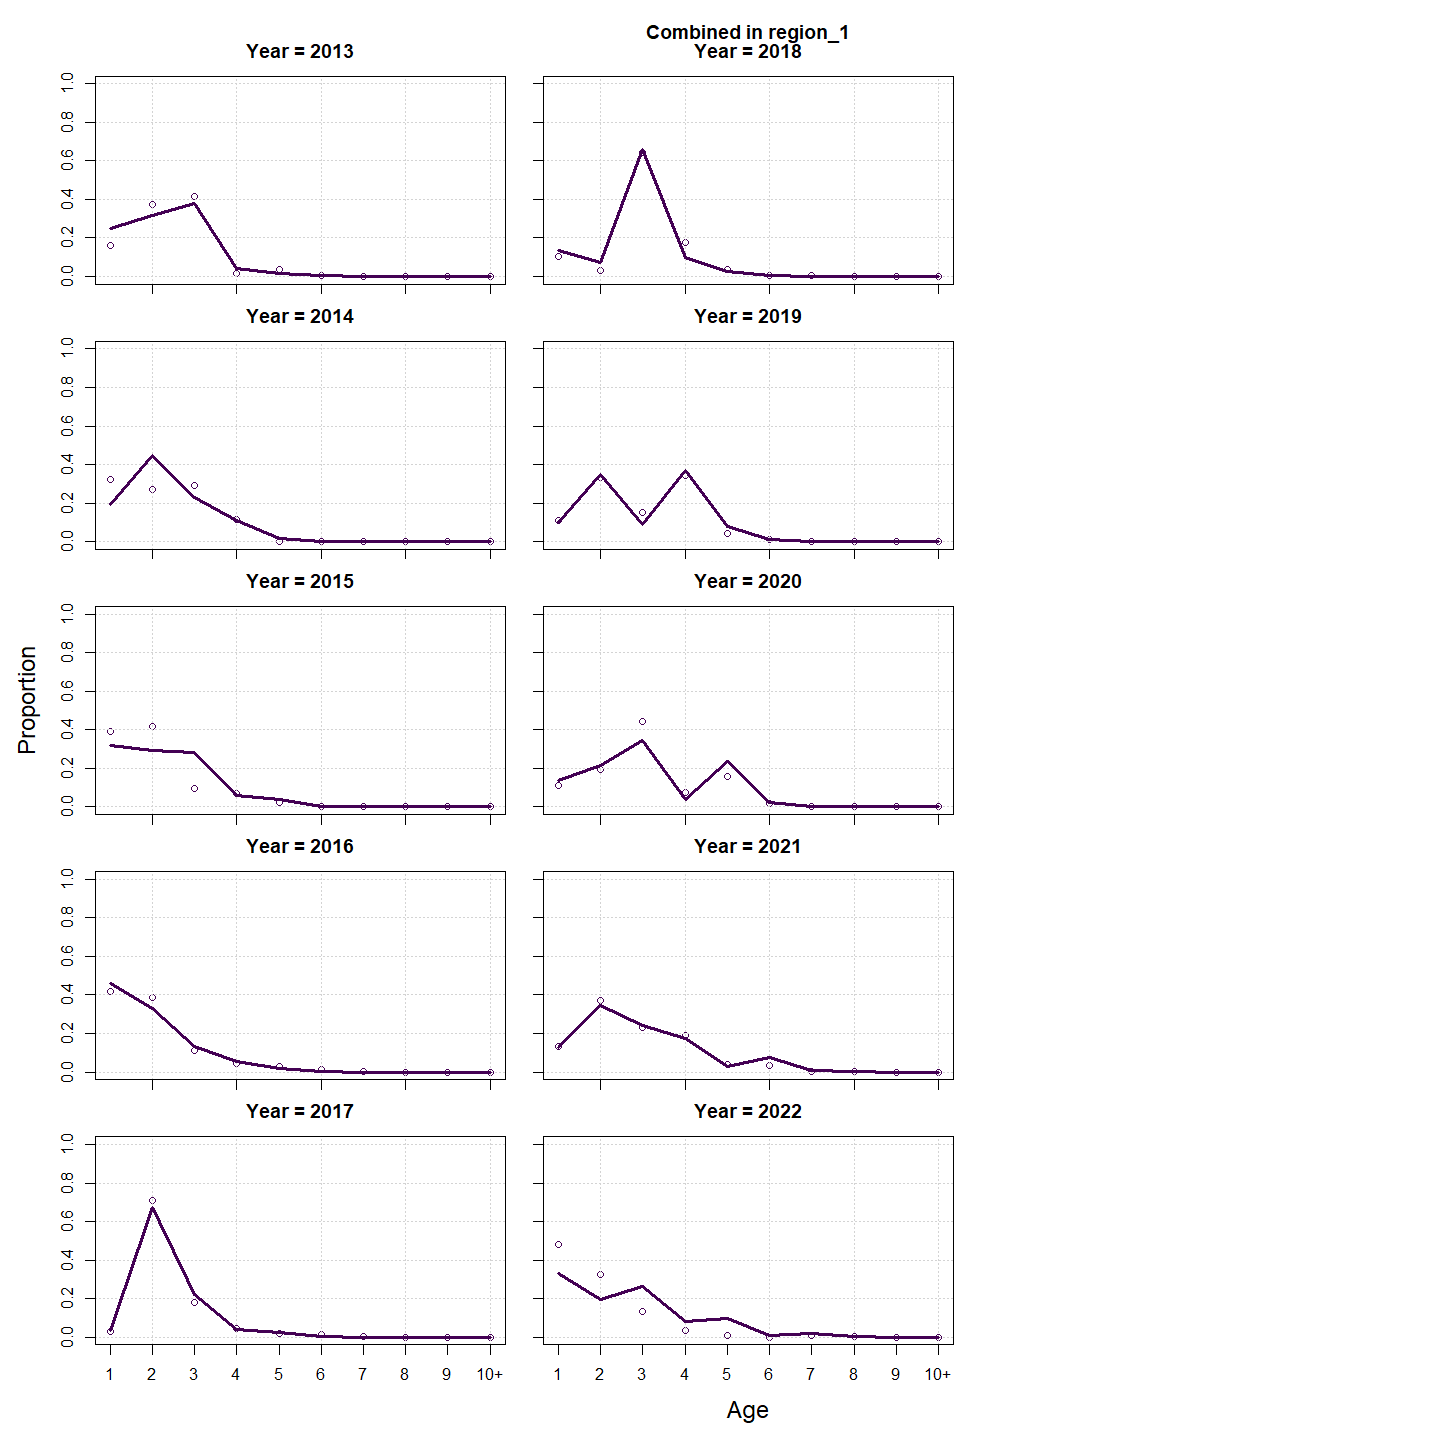 Combined in region_1
Year = 2013
Year = 2018
0.0 0.2 0.4 0.6 0.8 1.0
Year = 2014
Year = 2019
0.0 0.2 0.4 0.6 0.8 1.0
Year = 2015
Year = 2020
0.0 0.2 0.4 0.6 0.8 1.0
Proportion
Year = 2016
Year = 2021
0.0 0.2 0.4 0.6 0.8 1.0
Year = 2017
Year = 2022
0.0 0.2 0.4 0.6 0.8 1.0
1 2 3 4 5 6 7 8 9 10+
1 2 3 4 5 6 7 8 9 10+
Age